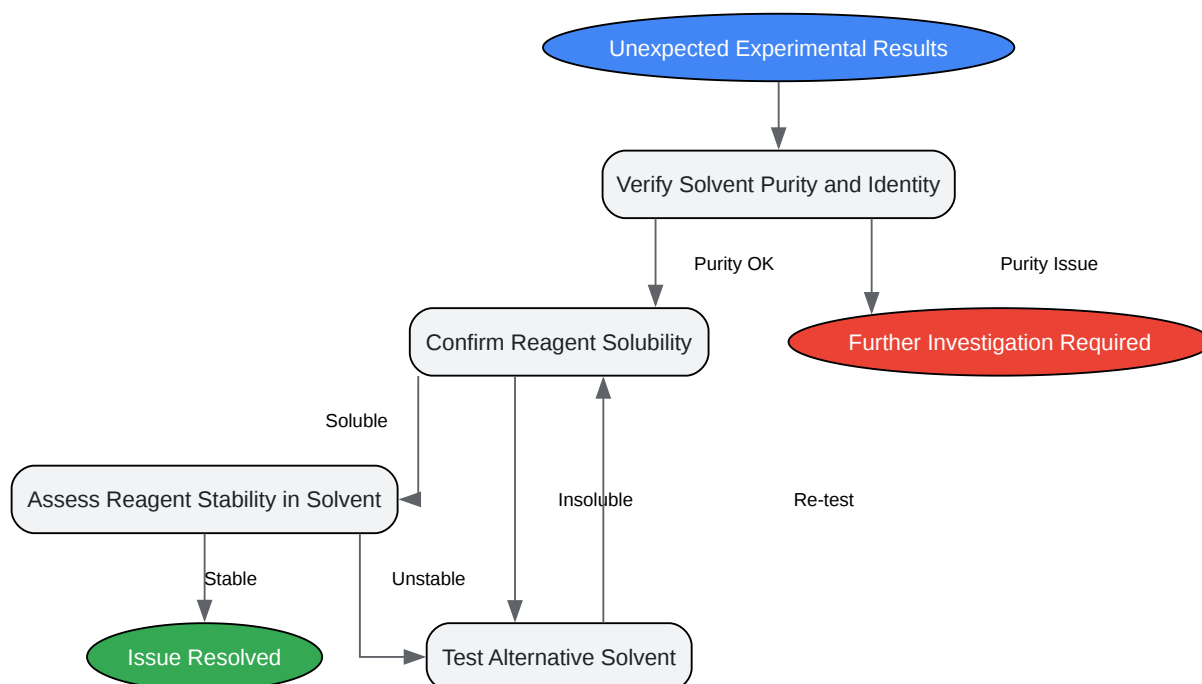 Unexpected Experimental Results
Verify Solvent Purity and Identity
Purity OK
Purity Issue
Confirm Reagent Solubility
Further Investigation Required
Soluble
Assess Reagent Stability in Solvent
Insoluble
Re-test
Stable
Unstable
Issue Resolved
Test Alternative Solvent